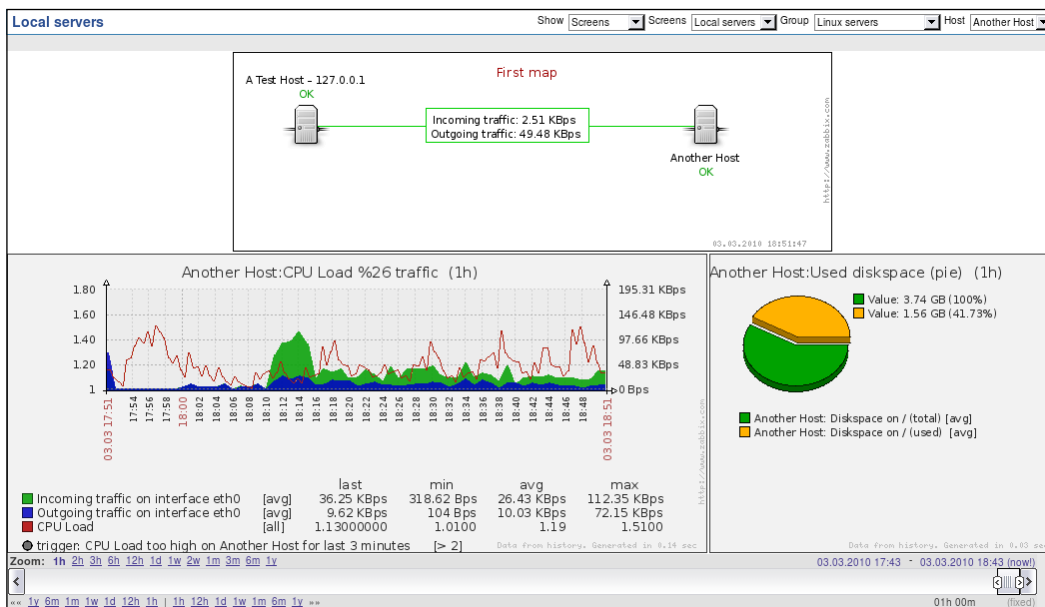 Local servers Show Screens Screens Local servers Group Linux servers Host Another Host
First map
A Test Host – 127.0.0.1
OK
Incoming traffic: 2.51 KBps
Outgoing traffic: 49.48 KBps
Another Host
OK
http://www.zabbix.com
03.03.2010 18:51:47
Another Host:CPU Load %26 traffic (1h)
1.80 195.31 KBps
1.60 146.48 KBps
1.40 97.66 KBps
1.20 48.83 KBps
1 0 Bps
03.03 17:51 17:54 17:56 17:58 18:00 18:02 18:04 18:06 18:08 18:10 18:12 18:14 18:16 18:18 18:20 18:22 18:24 18:26 18:28 18:30 18:32 18:34 18:36 18:38 18:40 18:42 18:44 18:46 18:48 03.03 18:51
last min avg max
Incoming traffic on interface eth0 [avg] 36.25 KBps 318.62 Bps 26.43 KBps 112.35 KBps
Outgoing traffic on interface eth0 [avg] 9.62 KBps 104 Bps 10.03 KBps 72.15 KBps
CPU Load [all] 1.13000000 1.0100 1.19 1.5100
trigger: CPU Load too high on Another Host for last 3 minutes [> 2]
Data from history. Generated in 0.14 sec
http://www.zabbix.com
Another Host:Used diskspace (pie) (1h)
Value: 3.74 GB (100%)
Value: 1.56 GB (41.73%)
Another Host: Diskspace on / (total) [avg]
Another Host: Diskspace on / (used) [avg]
Data from history. Generated in 0.03 sec
Zoom: 1h 2h 3h 6h 12h 1d 1w 2w 1m 3m 6m 1y 03.03.2010 17:43 - 03.03.2010 18:43 (now!)
«« 1y 6m 1m 1w 1d 12h 1h | 1h 12h 1d 1w 1m 6m 1y »» 01h 00m (fixed)